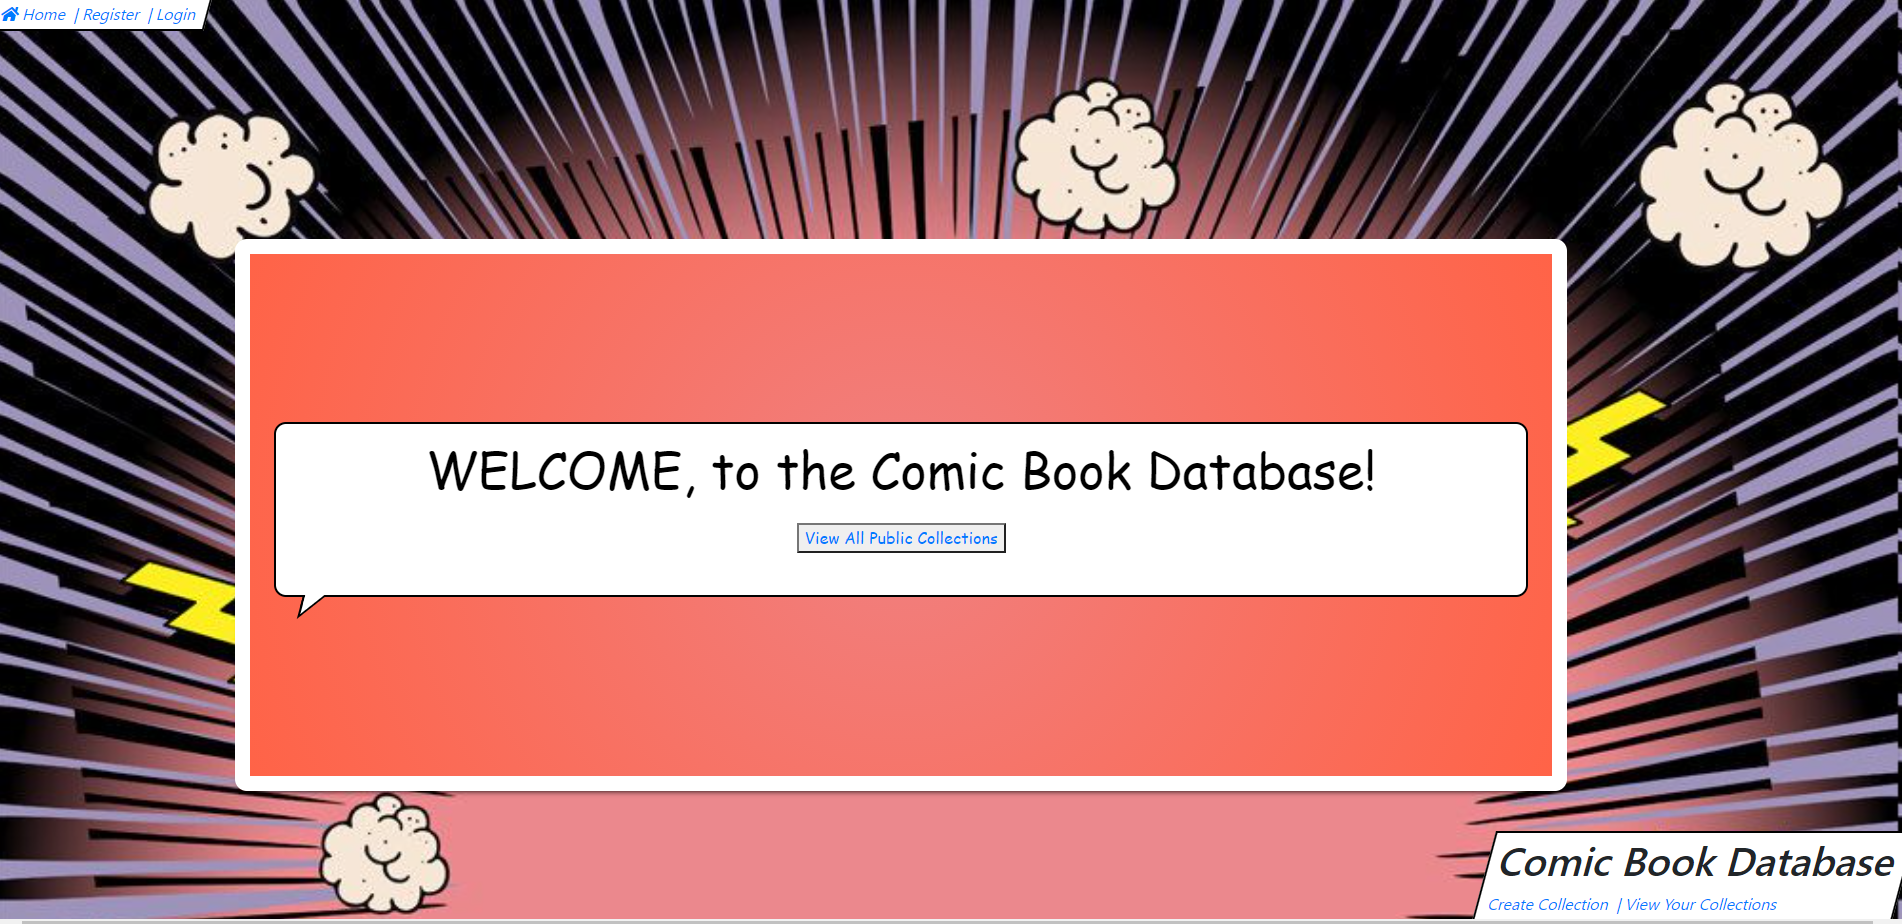 Home | Register | Login
WELCOME, to the Comic Book Database!
View All Public Collections
Comic Book Database
Create Collection | View Your Collections